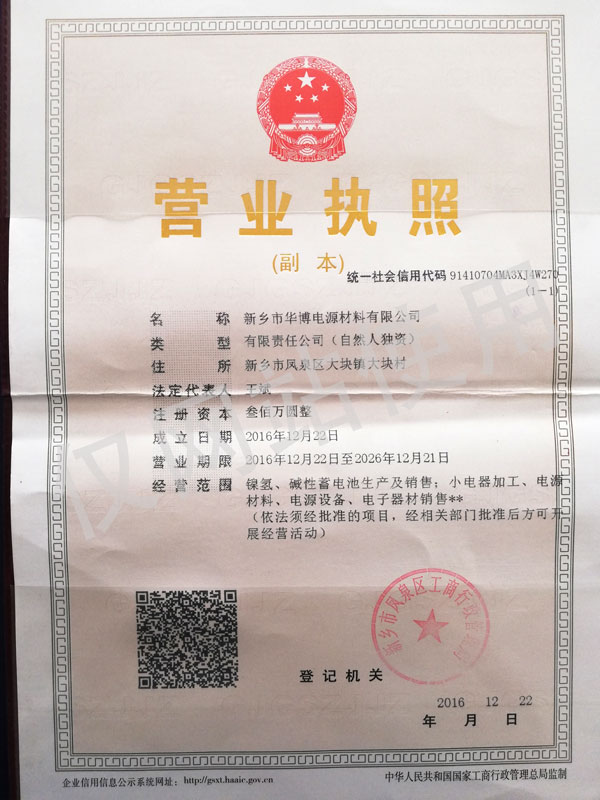 营业执照
(副 本)
统一社会信用代码 91410704MA3XJ4W27C
(1-1)
名 称 新乡市华博电源材料有限公司
类 型 有限责任公司（自然人独资）
住 所 新乡市凤泉区大块镇大块村
法定代表人 王斌
注册资本 叁佰万圆整
成立日期 2016年12月22日
营业期限 2016年12月22日至2026年12月21日
经营范围 镍氢、碱性蓄电池生产及销售；小电器加工、电源
材料、电源设备、电子器材销售**
（依法须经批准的项目，经相关部门批准后方可开
展经营活动）
仅网站使用
新乡市凤泉区工商行政管理局
登记机关
2016 12 22
年 月 日
企业信用信息公示系统网址： http://gsxt.haaic.gov.cn
中华人民共和国国家工商行政管理总局监制